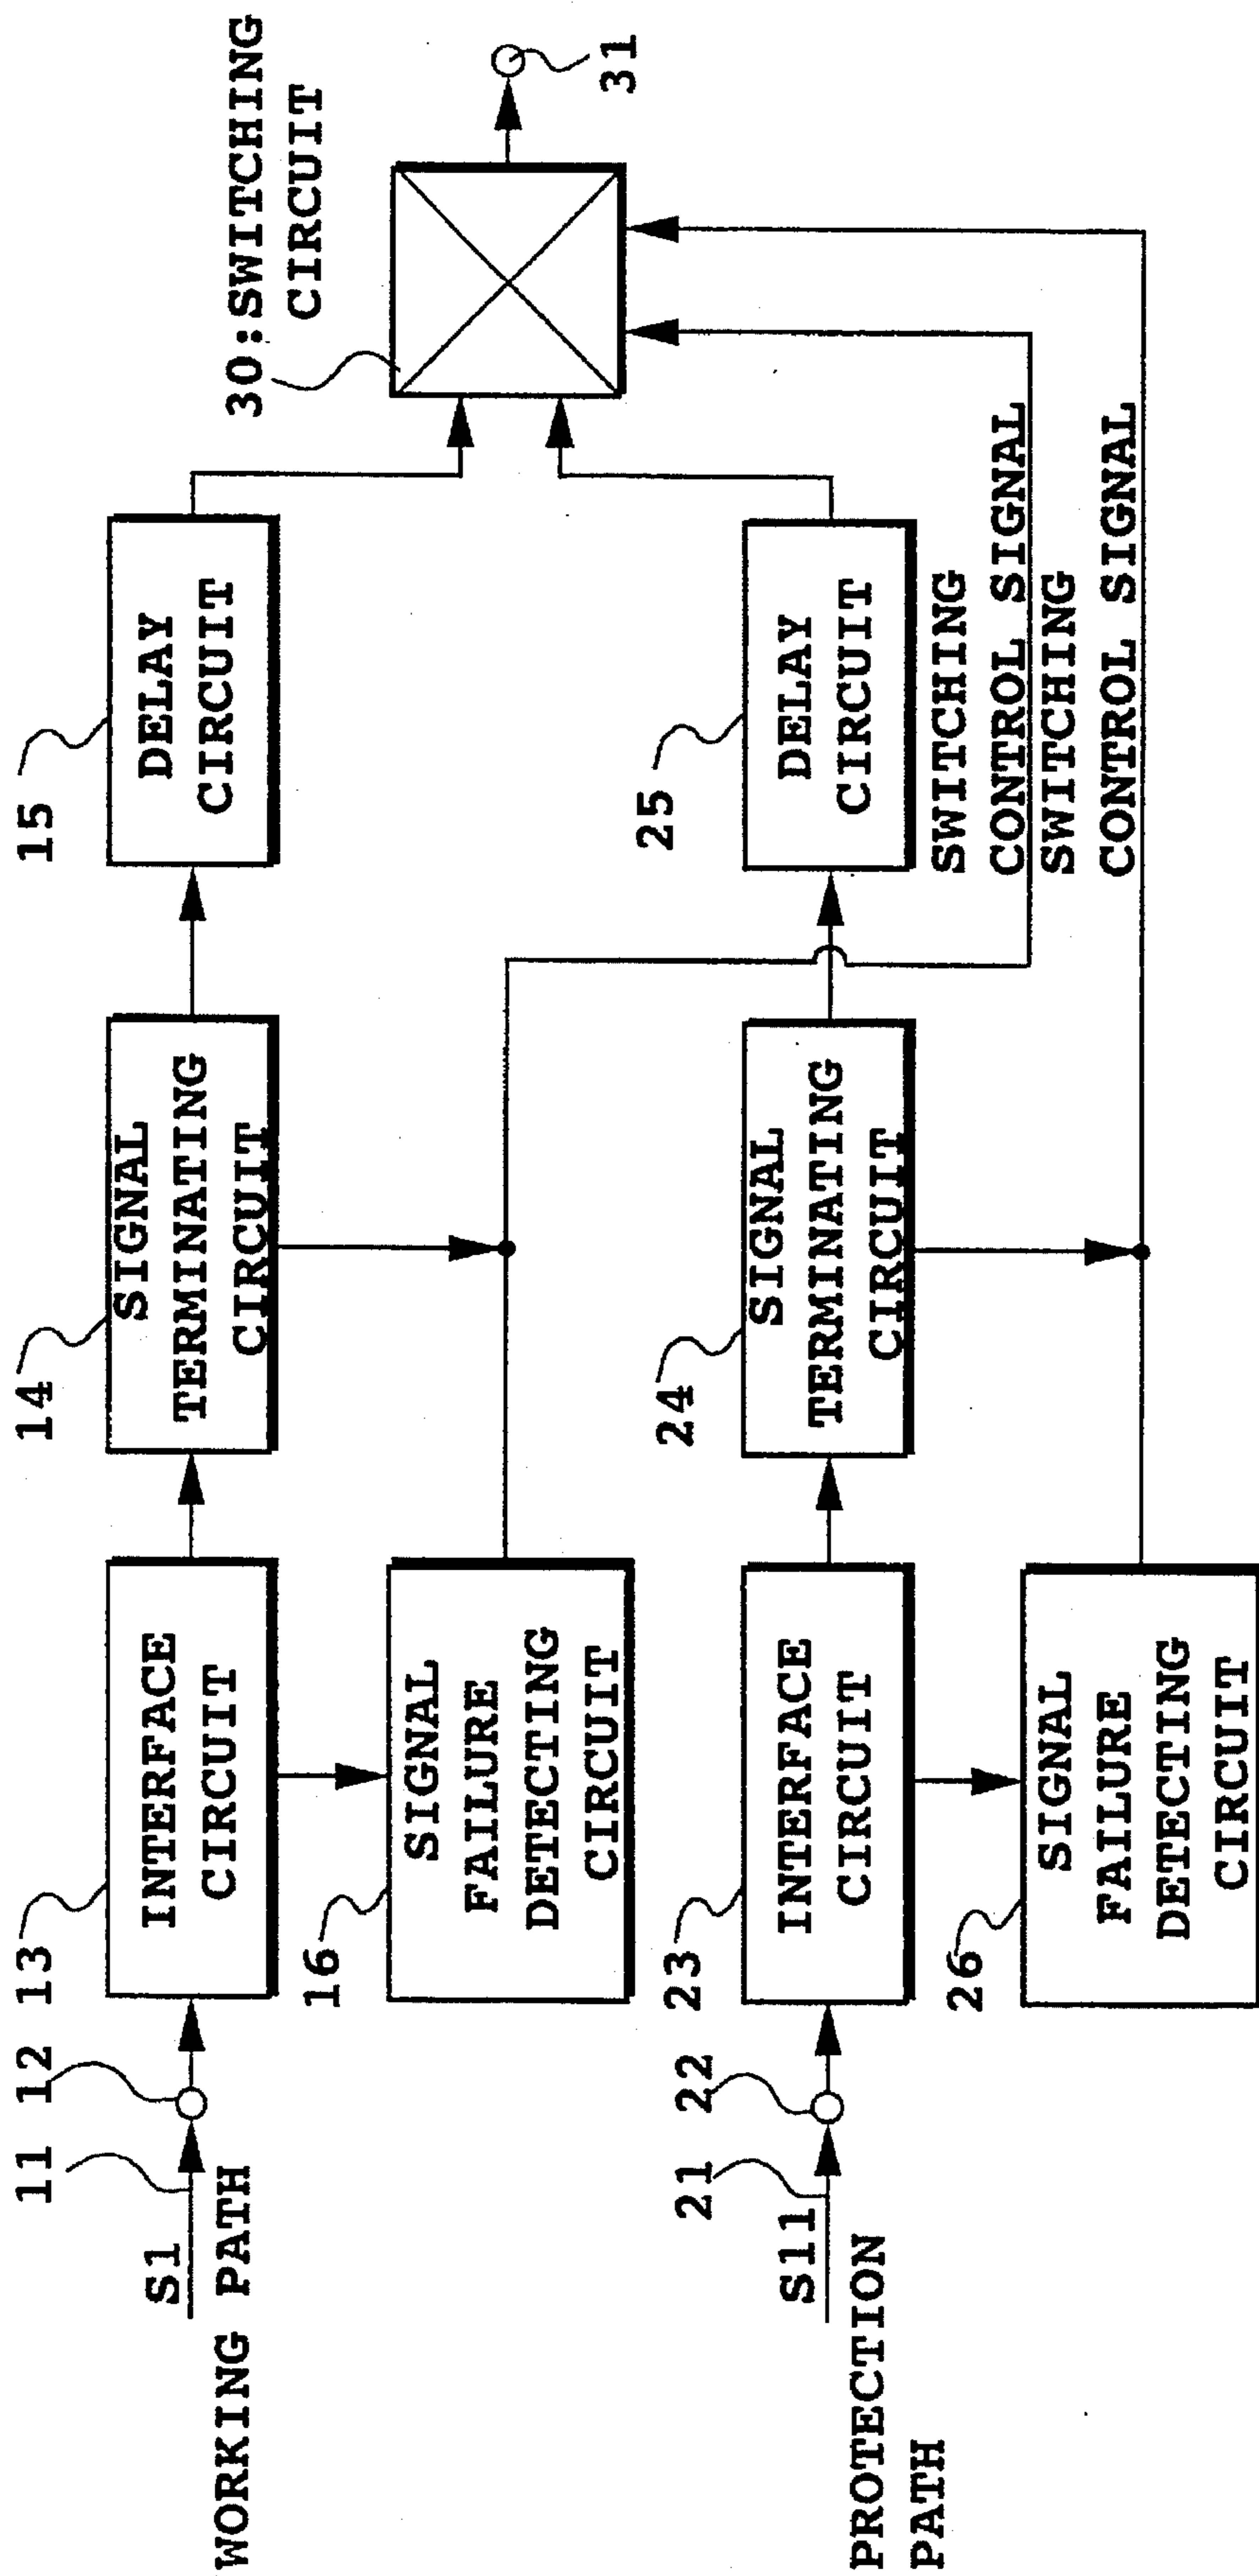 11
12
13
14
15
S1
WORKING PATH
INTERFACE
CIRCUIT
SIGNAL
TERMINATING
CIRCUIT
DELAY
CIRCUIT
30:SWITCHING
CIRCUIT
16
SIGNAL
FAILURE
DETECTING
CIRCUIT
31
21
22
23
24
25
S11
PROTECTION
PATH
INTERFACE
CIRCUIT
SIGNAL
TERMINATING
CIRCUIT
DELAY
CIRCUIT
SWITCHING
CONTROL SIGNAL
SWITCHING
CONTROL SIGNAL
26
SIGNAL
FAILURE
DETECTING
CIRCUIT